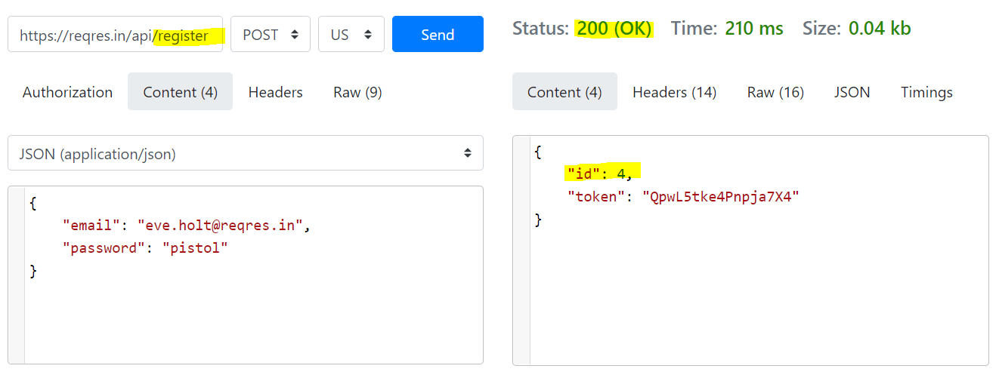 https://reqres.in/api/register POST US Send
Authorization Content (4) Headers Raw (9)
JSON (application/json)
{
"email": "eve.holt@reqres.in",
"password": "pistol"
}
Status: 200 (OK) Time: 210 ms Size: 0.04 kb
Content (4) Headers (14) Raw (16) JSON Timings
{
"id": 4,
"token": "QpwL5tke4Pnpja7X4"
}